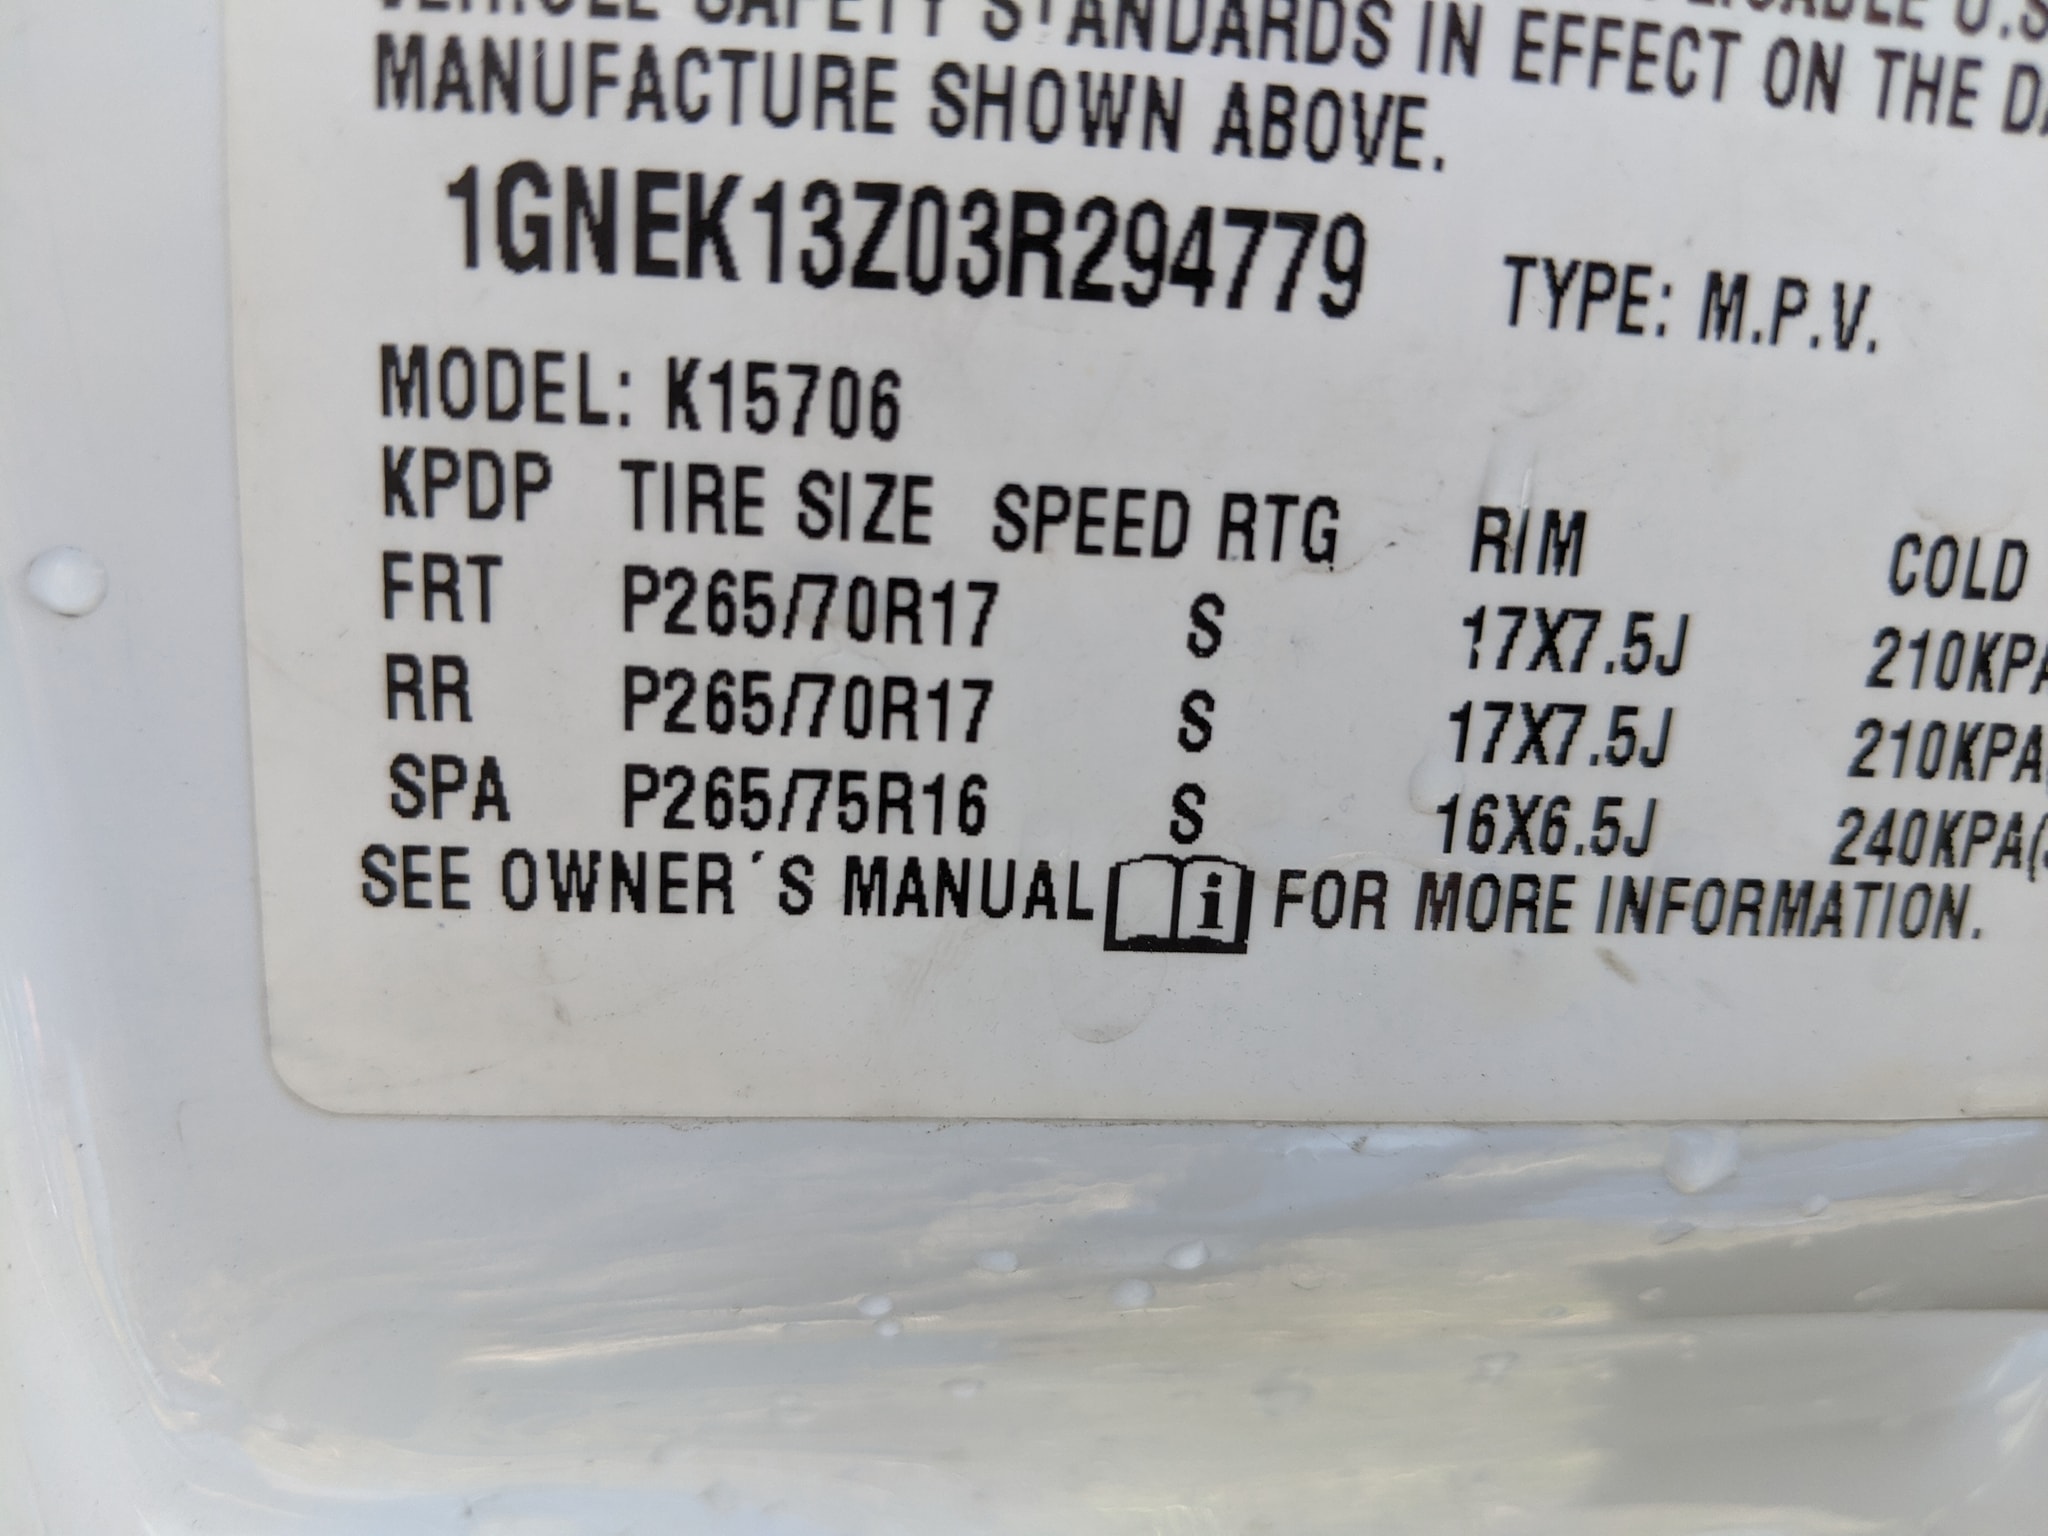 VEHICLE SAFETY STANDARDS IN EFFECT ON THE
MANUFACTURE SHOWN ABOVE.
1GNEK13Z03R294779 TYPE: M.P.V.
MODEL: K15706
KPDP TIRE SIZE SPEED RTG RIM COLD
FRT P265/70R17 S 17X7.5J 210KPA
RR P265/70R17 S 17X7.5J 210KPA
SPA P265/75R16 S 16X6.5J 240KPA(
SEE OWNER´S MANUAL i FOR MORE INFORMATION.